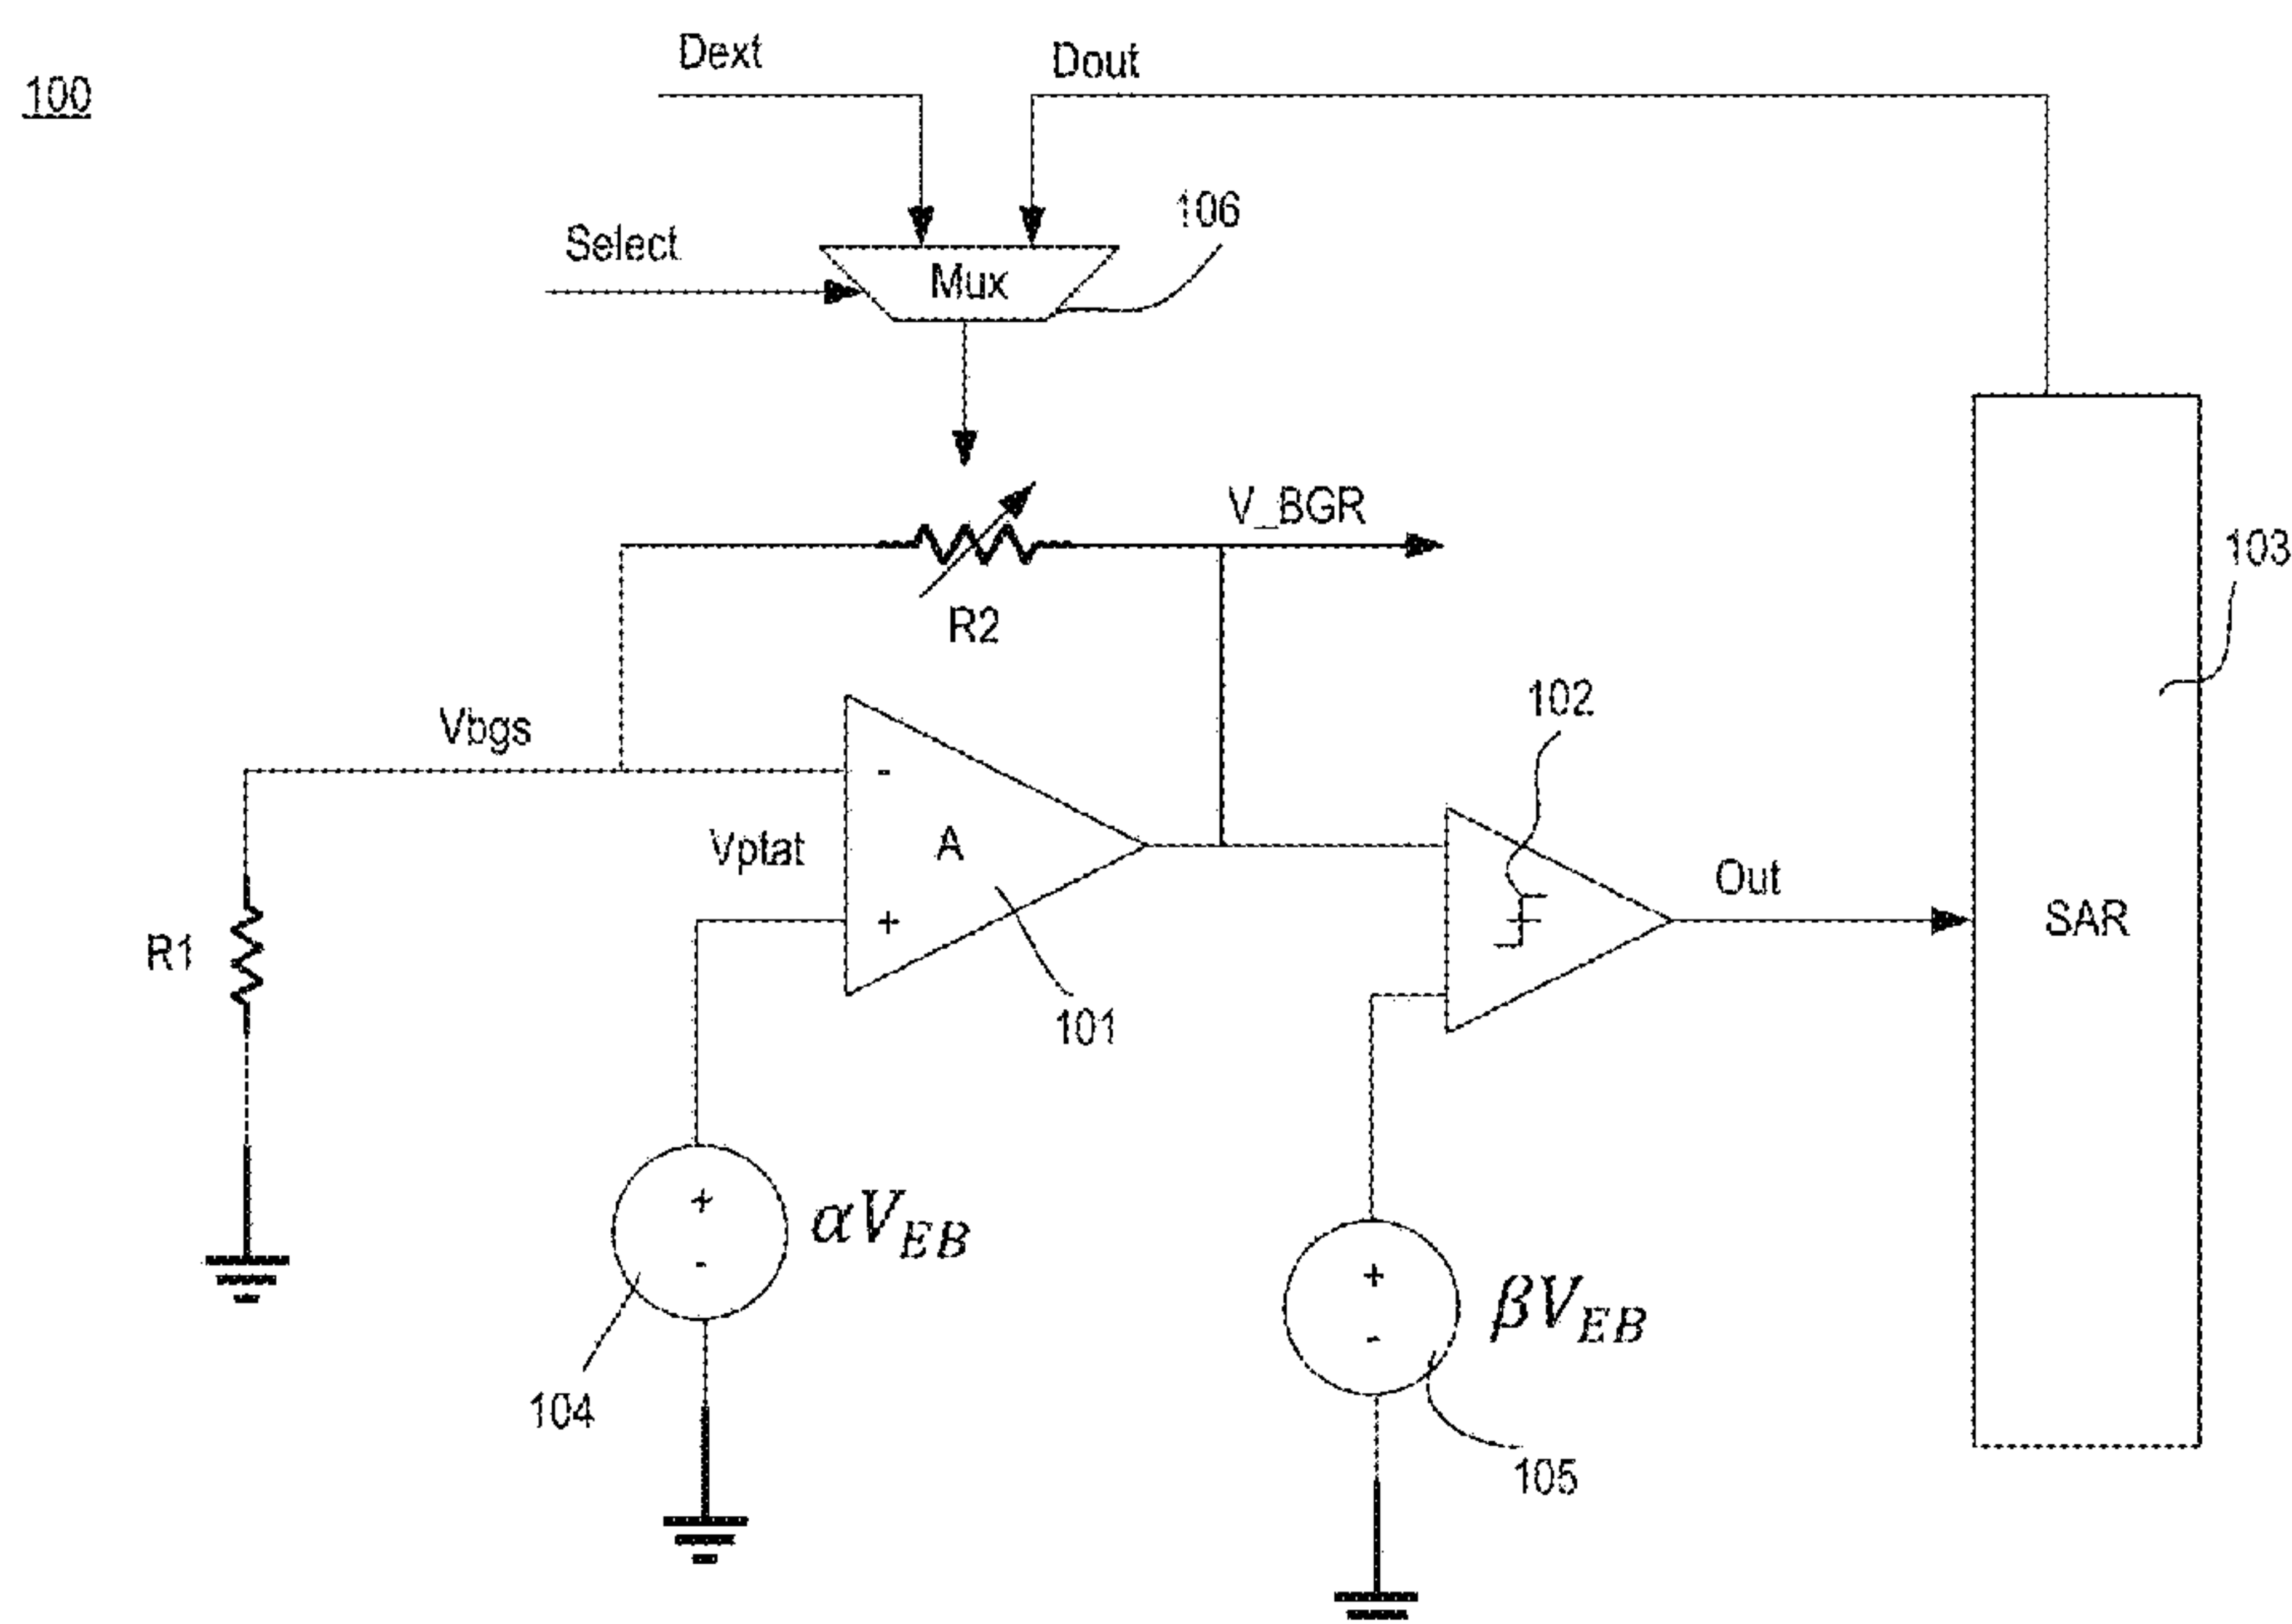 100
Dext
Dout
Select
Mux
106
R2
V_BGR
103
Vbgs
-
A
+
Vptat
101
102
Out
SAR
R1
+
-
αV_EB
104
+
-
βV_EB
105